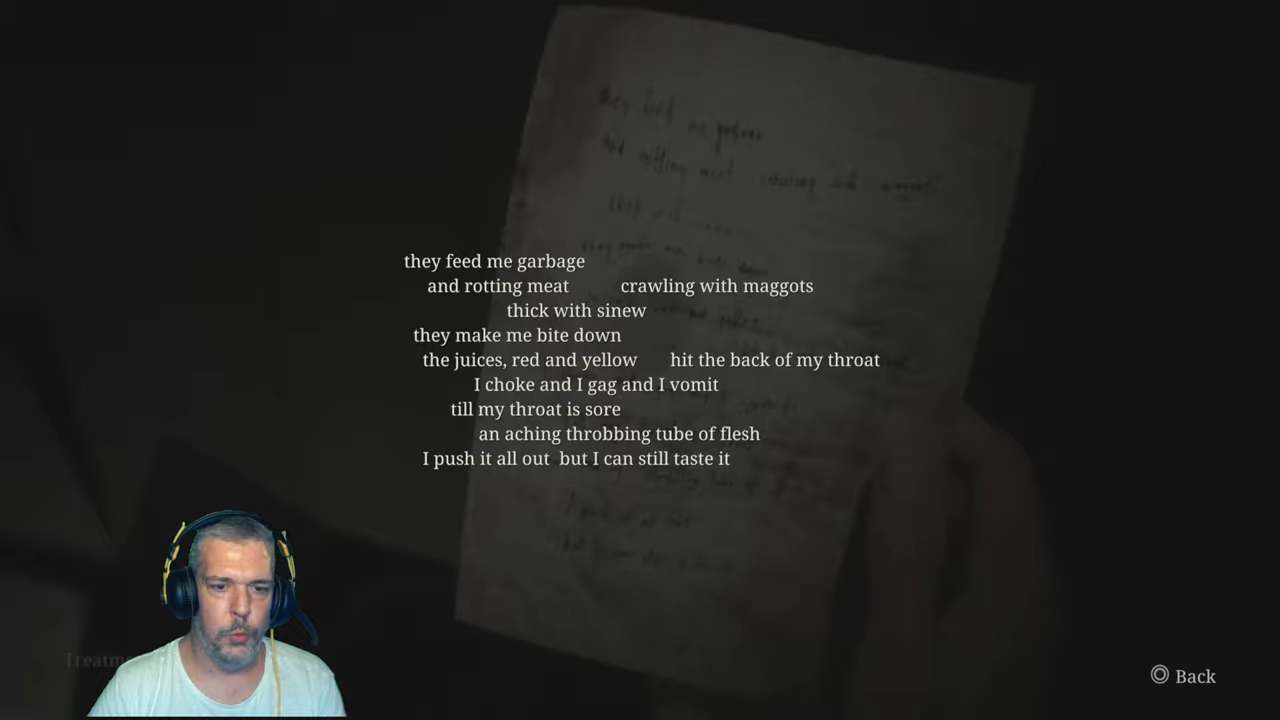 they feed me garbage
and rotting meat crawling with maggots
thick with sinew
they make me bite down
the juices, red and yellow hit the back of my throat
I choke and I gag and I vomit
till my throat is sore
an aching throbbing tube of flesh
I push it all out but I can still taste it
Back